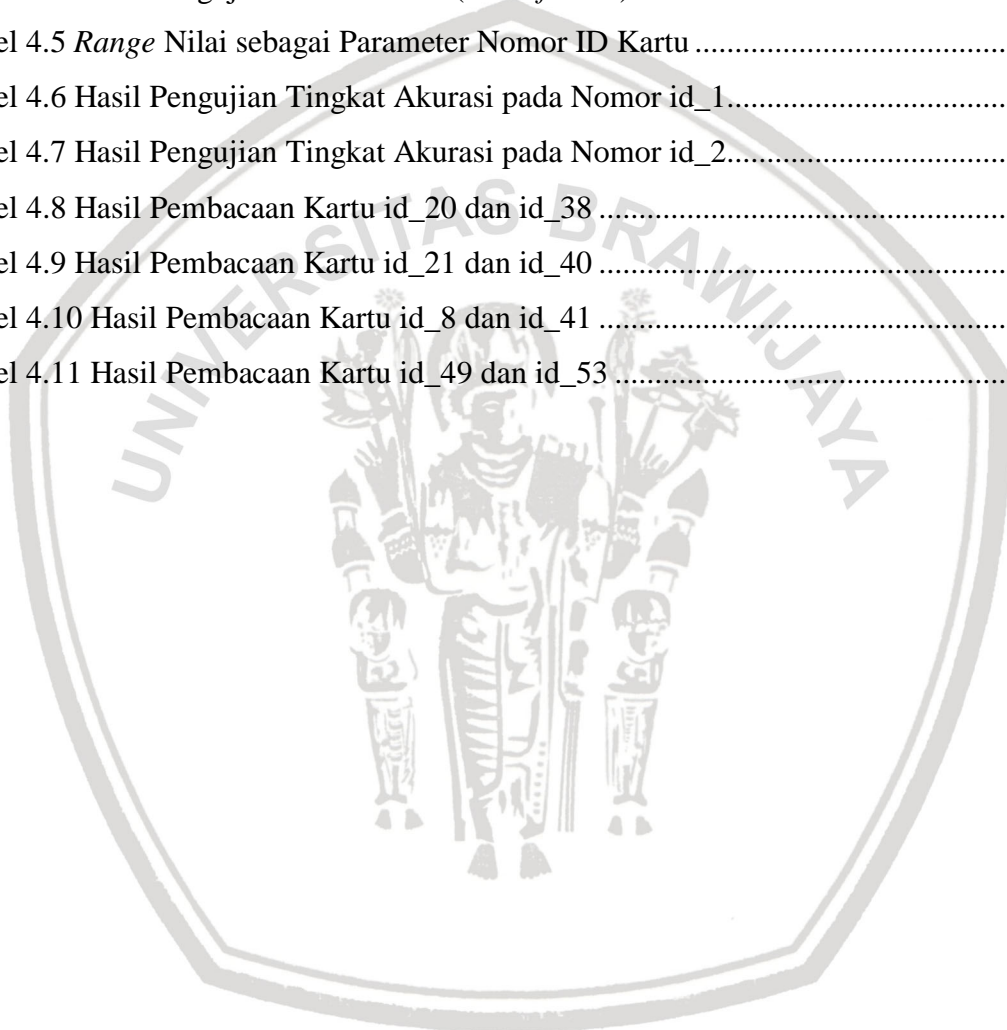 el 4.5 Range Nilai sebagai Parameter Nomor ID Kartu ........................................
el 4.6 Hasil Pengujian Tingkat Akurasi pada Nomor id_1....................................
el 4.7 Hasil Pengujian Tingkat Akurasi pada Nomor id_2....................................
el 4.8 Hasil Pembacaan Kartu id_20 dan id_38 ....................................................
el 4.9 Hasil Pembacaan Kartu id_21 dan id_40 ....................................................
el 4.10 Hasil Pembacaan Kartu id_8 dan id_41 ....................................................
el 4.11 Hasil Pembacaan Kartu id_49 dan id_53 ..................................................
UNIVERSITAS BRAWIJAYA